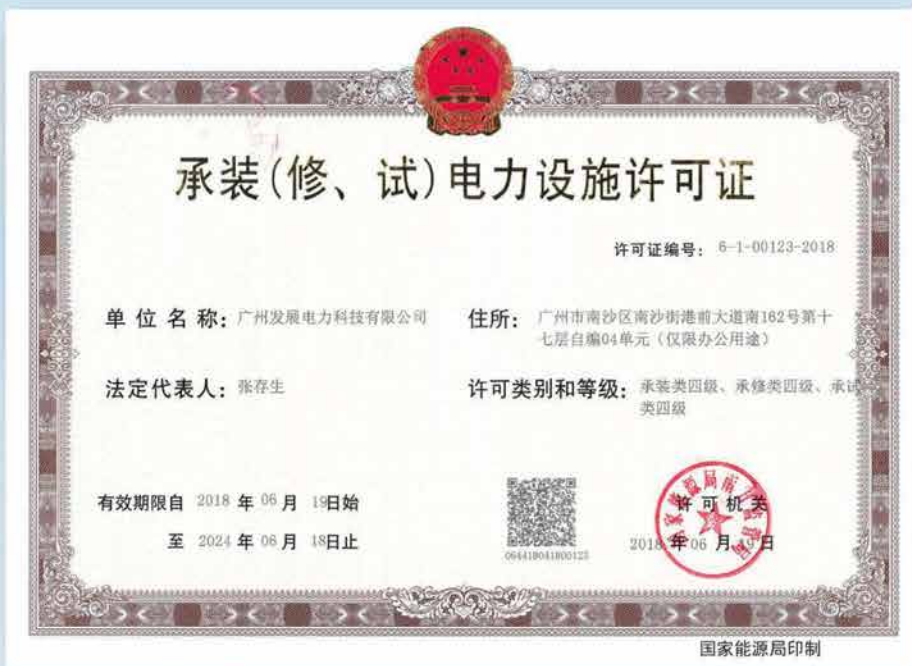 承装(修、试)电力设施许可证
许可证编号: 6-1-00123-2018
单位名称: 广州发展电力科技有限公司
住所: 广州市南沙区南沙街港前大道南162号第十
七层自编04单元(仅限办公用途)
法定代表人: 张存生
许可类别和等级: 承装类四级、承修类四级、承试
类四级
有效期限自 2018 年 06 月 19日始
至 2024 年 06 月 18日止
许可机关
2018 年 06 月 19 日
国家能源局印制